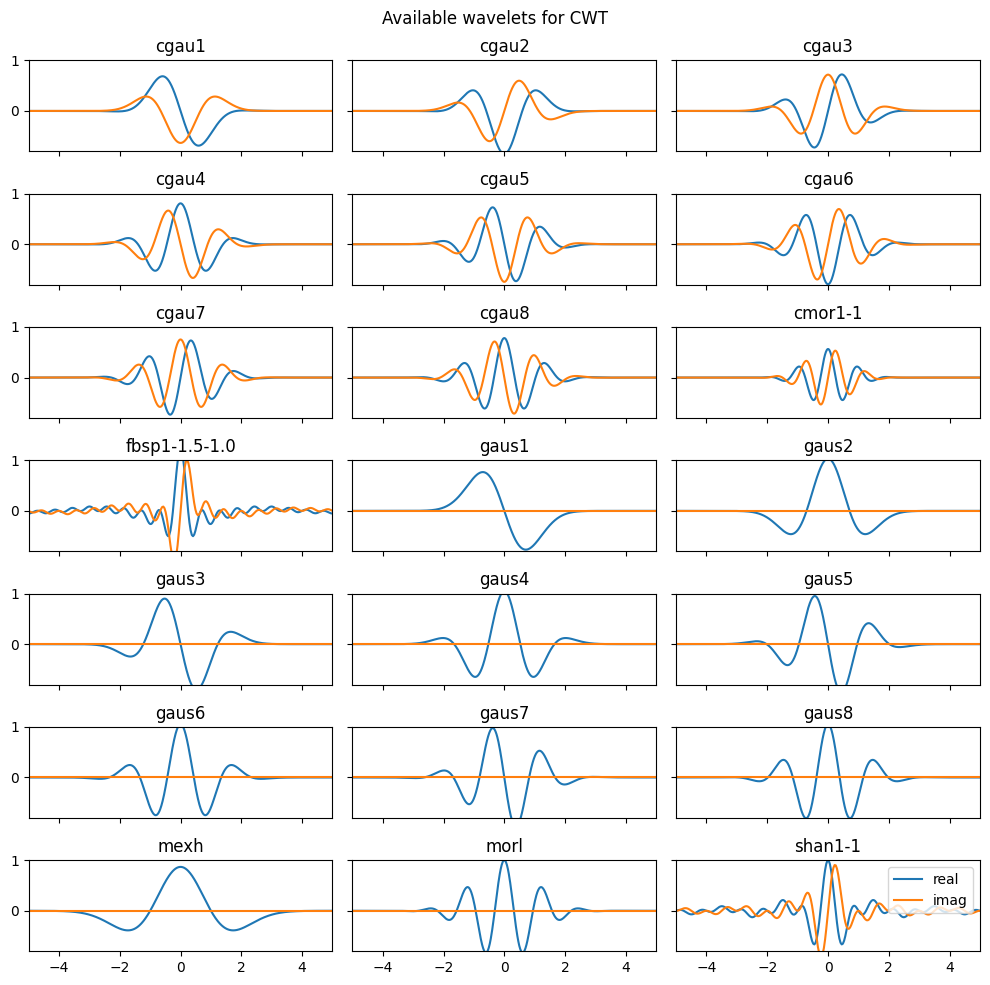 Available wavelets for CWT
cgau1 cgau2 cgau3
1
0
cgau4 cgau5 cgau6
1
0
cgau7 cgau8 cmor1-1
1
0
fbsp1-1.5-1.0 gaus1 gaus2
1
0
gaus3 gaus4 gaus5
1
0
gaus6 gaus7 gaus8
1
0
mexh morl shan1-1
1
real
0
imag
−4 −2 0 2 4 −4 −2 0 2 4 −4 −2 0 2 4